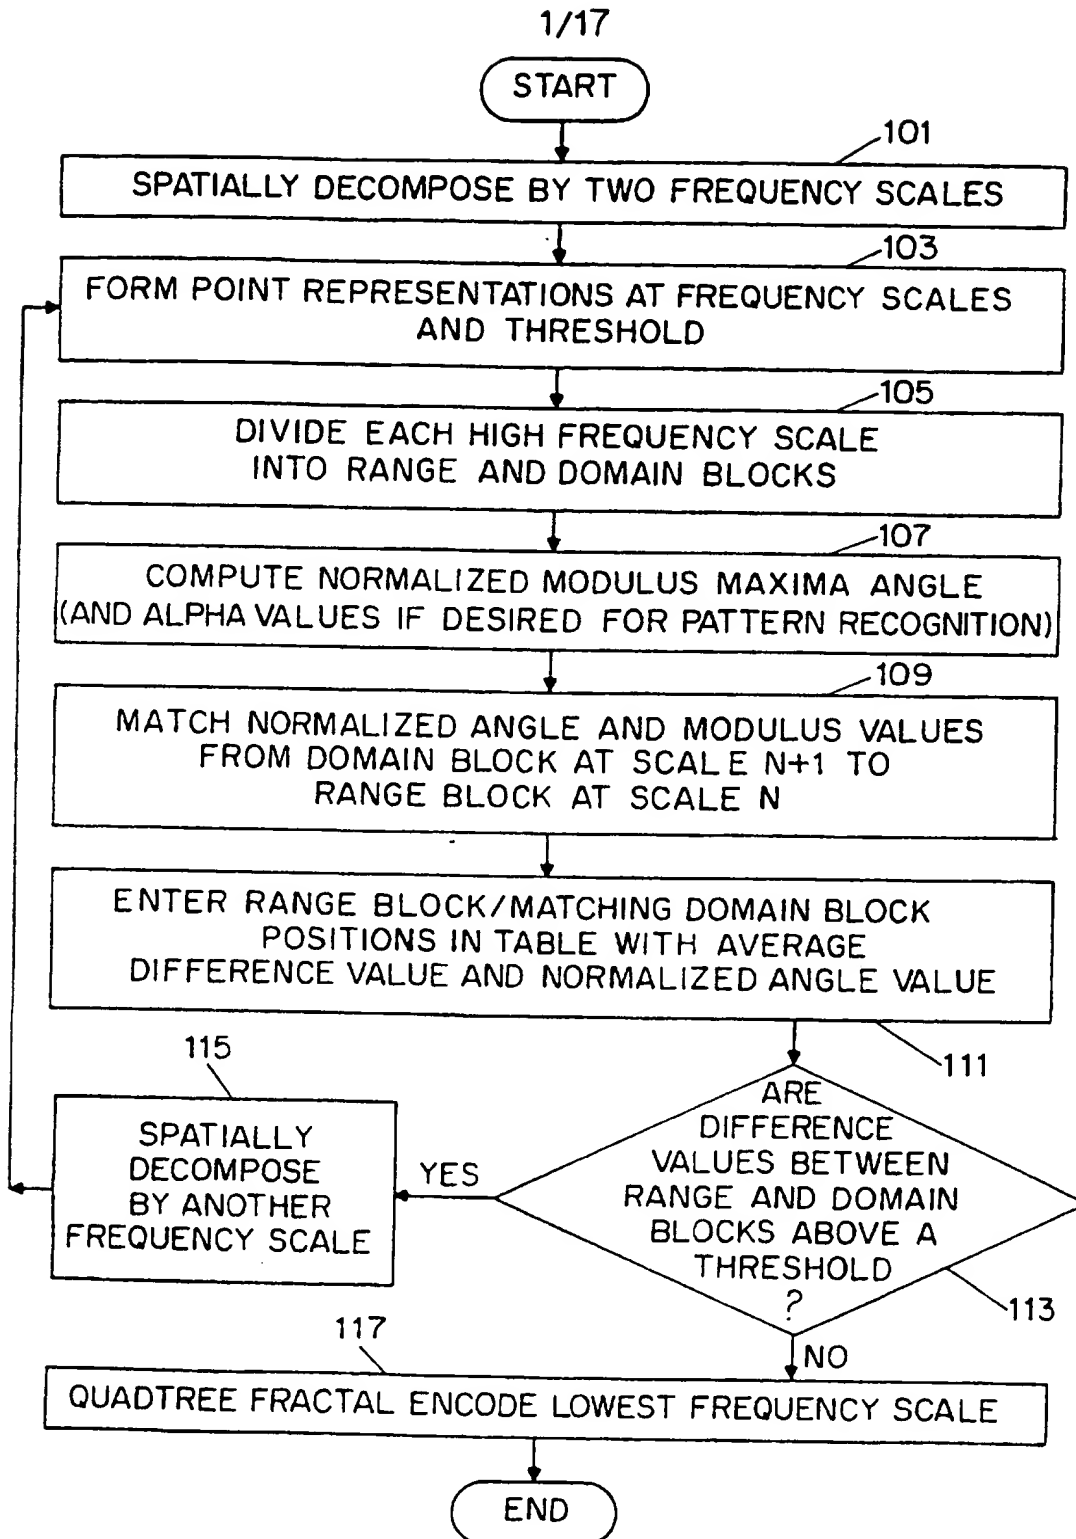 1/17
START
101
SPATIALLY DECOMPOSE BY TWO FREQUENCY SCALES
103
FORM POINT REPRESENTATIONS AT FREQUENCY SCALES
AND THRESHOLD
105
DIVIDE EACH HIGH FREQUENCY SCALE
INTO RANGE AND DOMAIN BLOCKS
107
COMPUTE NORMALIZED MODULUS MAXIMA ANGLE
(AND ALPHA VALUES IF DESIRED FOR PATTERN RECOGNITION)
109
MATCH NORMALIZED ANGLE AND MODULUS VALUES
FROM DOMAIN BLOCK AT SCALE N+1 TO
RANGE BLOCK AT SCALE N
ENTER RANGE BLOCK/MATCHING DOMAIN BLOCK
POSITIONS IN TABLE WITH AVERAGE
DIFFERENCE VALUE AND NORMALIZED ANGLE VALUE
111
115
SPATIALLY
DECOMPOSE
BY ANOTHER
FREQUENCY SCALE
YES
ARE
DIFFERENCE
VALUES BETWEEN
RANGE AND DOMAIN
BLOCKS ABOVE A
THRESHOLD
?
113
NO
117
QUADTREE FRACTAL ENCODE LOWEST FREQUENCY SCALE
END